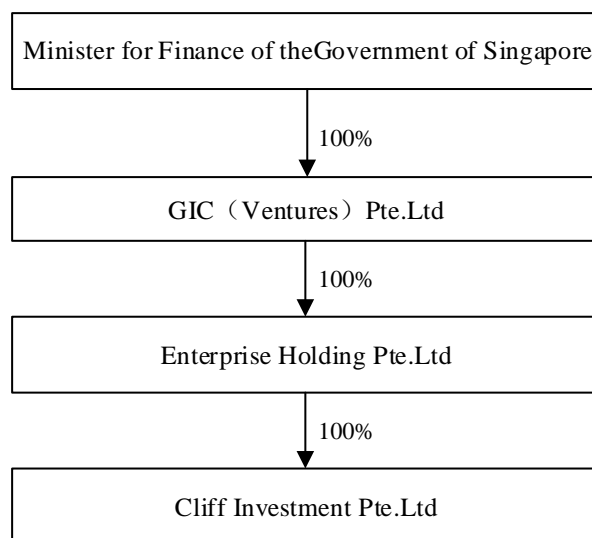 Minister for Finance of theGovernment of Singapore
100%
GIC（Ventures）Pte.Ltd
100%
Enterprise Holding Pte.Ltd
100%
Cliff Investment Pte.Ltd